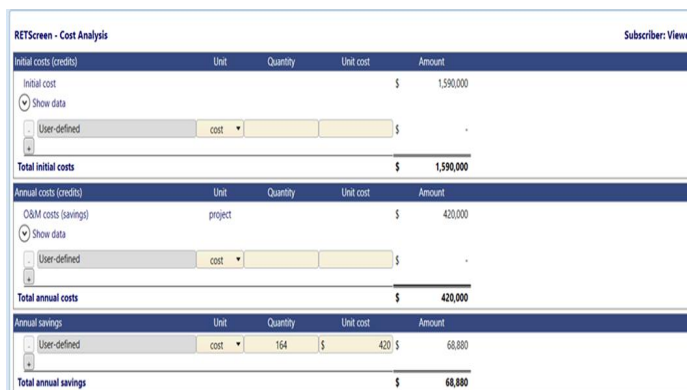 RETScreen - Cost Analysis Subscriber: Viewe
Initial costs (credits) Unit Quantity Unit cost Amount
Initial cost $ 1,590,000
Show data
- User-defined cost $ -
+
Total initial costs $ 1,590,000
Annual costs (credits) Unit Quantity Unit cost Amount
O&M costs (savings) project $ 420,000
Show data
- User-defined cost $ -
+
Total annual costs $ 420,000
Annual savings Unit Quantity Unit cost Amount
- User-defined cost 164 $ 420 $ 68,880
+
Total annual savings $ 68,880